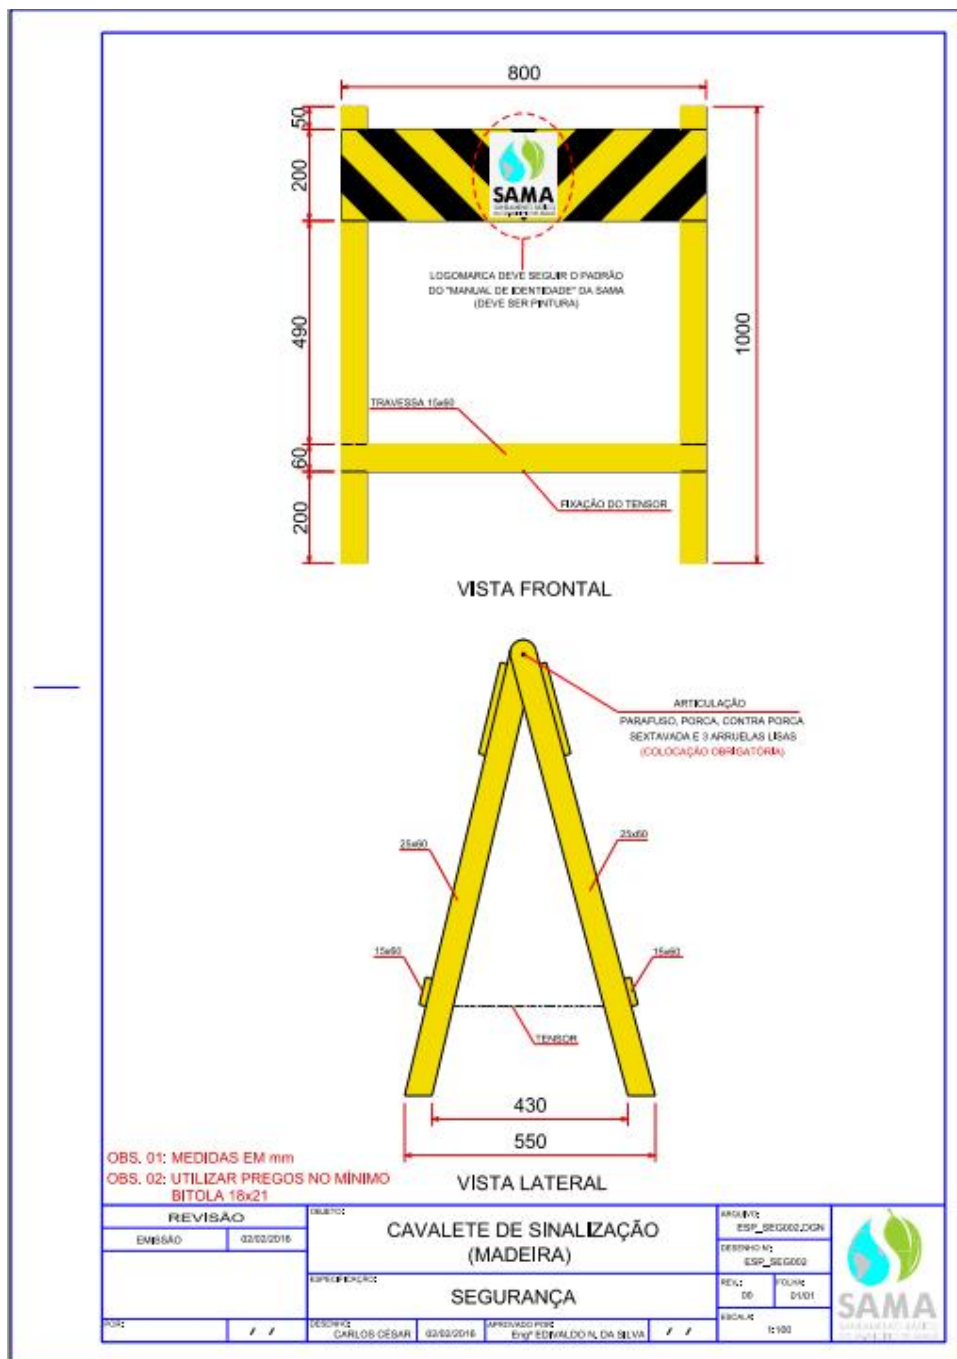 800
50
200
490
60
200
1000
SAMA
LOGOMARCA DEVE SEGUIR O PADRÃO
DO "MANUAL DE IDENTIDADE" DA SAMA
(DEVE SER PINTURA)
TRAVESSA 15x60
FIXAÇÃO DO TENSOR
VISTA FRONTAL
ARTICULAÇÃO
PARAFUSO, PORCA, CONTRA PORCA
SEXTAVADA E 3 ARRUELAS LISAS
(COLOCAÇÃO OBRIGATÓRIA)
25x60
25x60
15x60
15x60
TENSOR
430
550
VISTA LATERAL
OBS. 01: MEDIDAS EM mm
OBS. 02: UTILIZAR PREGOS NO MÍNIMO
BITOLA 18x21
REVISÃO
EMISSÃO 02/02/2016
POR: / /
OBJETO:
CAVALETE DE SINALIZAÇÃO
(MADEIRA)
ESPECIFICAÇÃO:
SEGURANÇA
DESENHO: CARLOS CÉSAR 02/02/2016
APROVADO POR: Engº EDIVALDO N. DA SILVA / /
ARQUIVO:
ESP_SEG002.DGN
DESENHO Nº:
ESP_SEG002
REV.: 00
FOLHA: 01/01
ESCALA: 1:100
SAMA